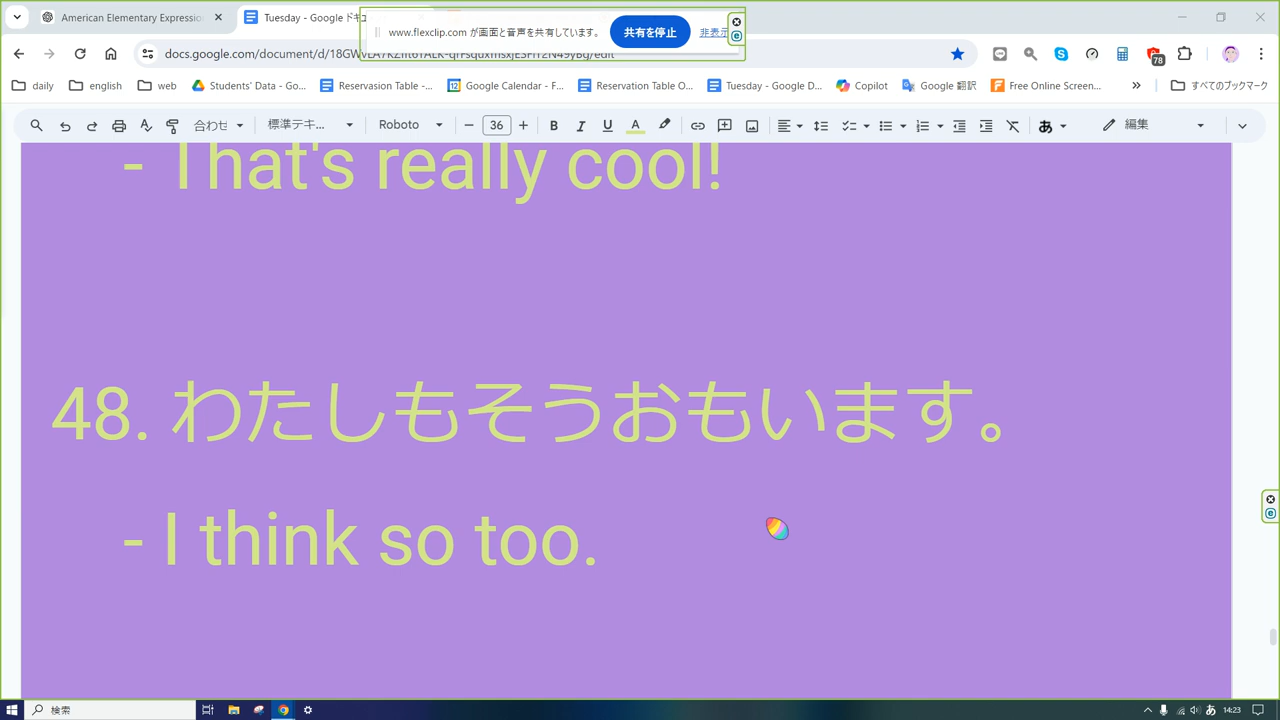 American Elementary Expressio
Tuesday - Google ドキュ
www.flexclip.com が画面と音声を共有しています。
共有を停止
非表示
daily
english
web
Students' Data - Go...
Reservasion Table -...
Google Calendar - F...
Reservation Table O...
Tuesday - Google D...
Copilot
Google 翻訳
Free Online Screen...
すべてのブックマーク
78
合わせ
標準テキ...
Roboto
36
編集
- That's really cool!
48. わたしもそうおもいます。
- I think so too.
検索
あ
14:23